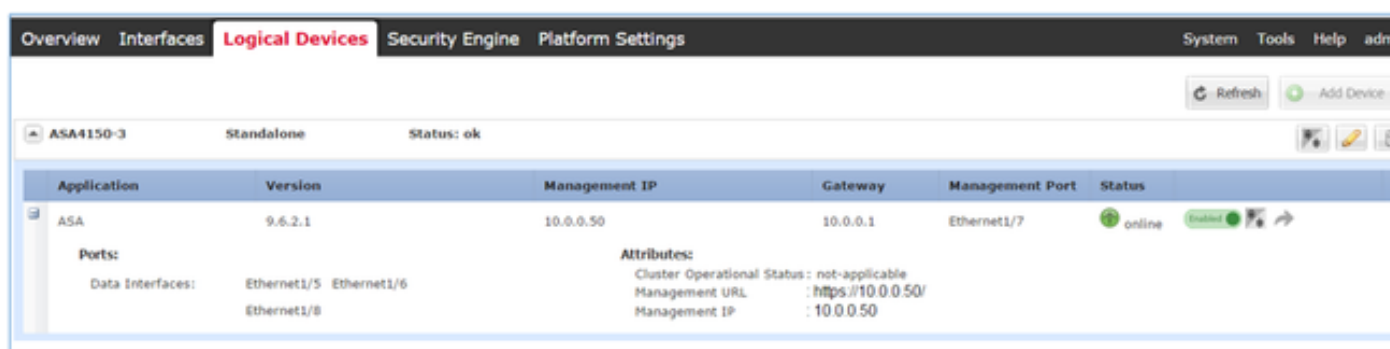 Overview Interfaces Logical Devices Security Engine Platform Settings System Tools Help adm
Refresh Add Device
ASA4150-3 Standalone Status: ok
Application Version Management IP Gateway Management Port Status
ASA 9.6.2.1 10.0.0.50 10.0.0.1 Ethernet1/7 online Enabled
Ports: Attributes:
Data Interfaces: Ethernet1/5 Ethernet1/6 Cluster Operational Status : not-applicable
Management URL : https://10.0.0.50/
Ethernet1/8 Management IP : 10.0.0.50